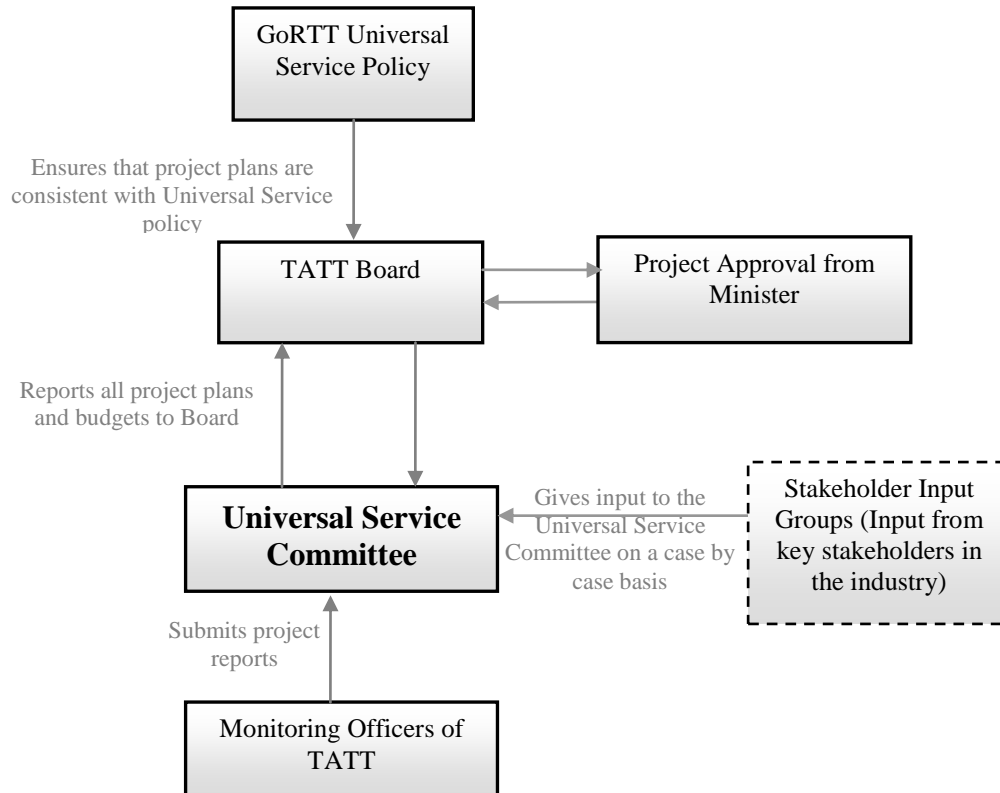 GoRTT Universal
Service Policy
Ensures that project plans are
consistent with Universal Service
policy
TATT Board
Project Approval from
Minister
Reports all project plans
and budgets to Board
Universal Service
Committee
Gives input to the
Universal Service
Committee on a case by
case basis
Stakeholder Input
Groups (Input from
key stakeholders in
the industry)
Submits project
reports
Monitoring Officers of
TATT